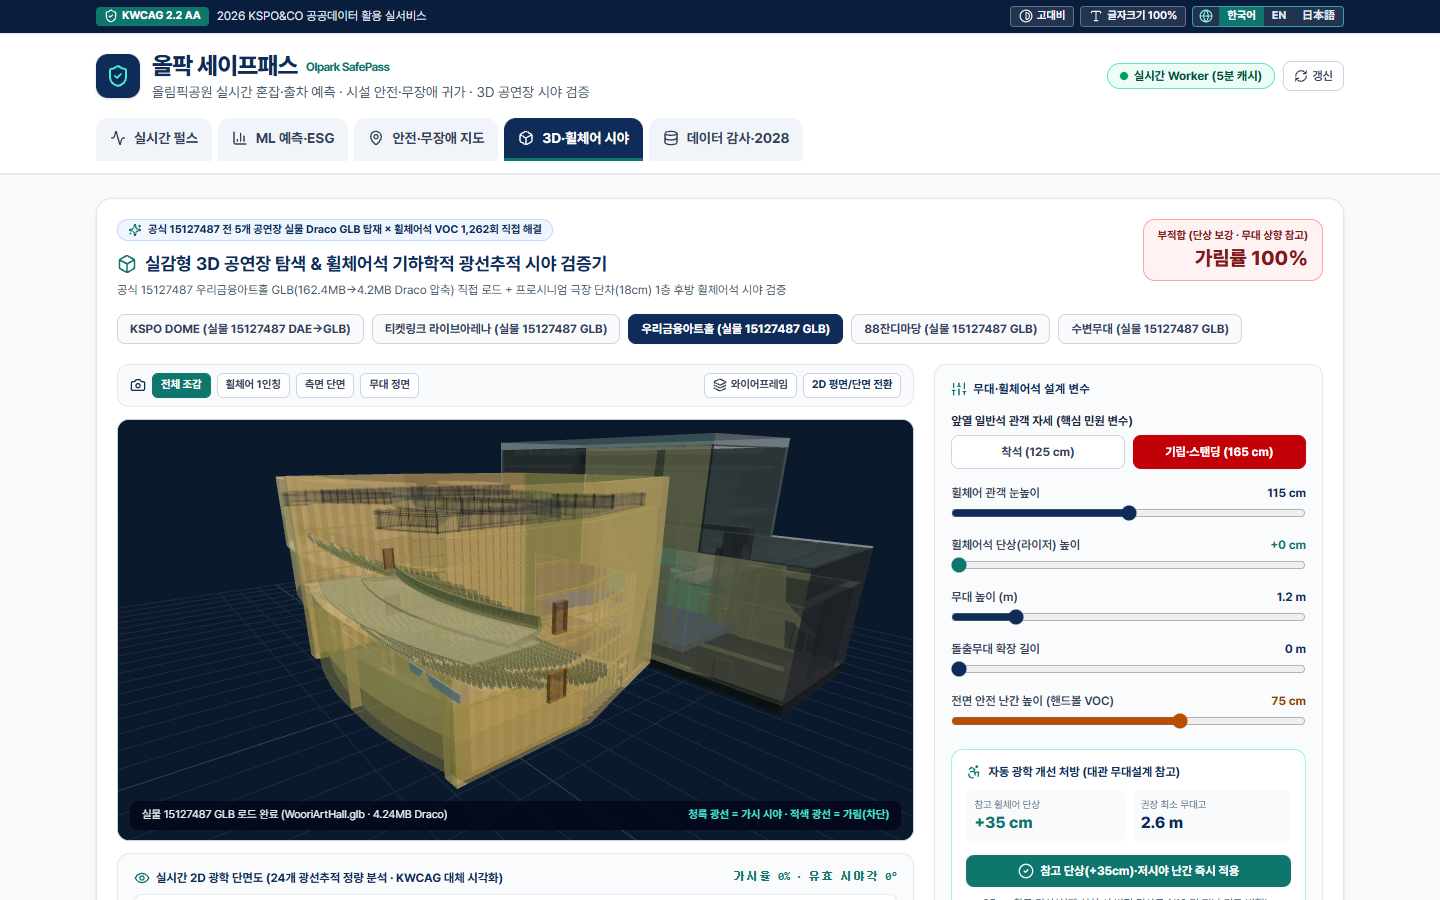 KWCAG 2.2 AA 2026 KSPO&CO 공공데이터 활용 실서비스
고대비 글자크기 100% 한국어 EN 日本語
올팍 세이프패스 Olpark SafePass
올림픽공원 실시간 혼잡·출차 예측 · 시설 안전·무장애 귀가 · 3D 공연장 시야 검증
실시간 Worker (5분 캐시) 갱신
실시간 펄스 ML 예측·ESG 안전·무장애 지도 3D·휠체어 시야 데이터 감사·2028
공식 15127487 전 5개 공연장 실물 Draco GLB 탑재 × 휠체어석 VOC 1,262회 직접 해결
실감형 3D 공연장 탐색 & 휠체어석 기하학적 광선추적 시야 검증기
공식 15127487 우리금융아트홀 GLB(162.4MB→4.2MB Draco 압축) 직접 로드 + 프로시니엄 극장 단차(18cm) 1층 후방 휠체어석 시야 검증
부적합 (단상 보강 · 무대 상향 참고)
가림률 100%
KSPO DOME (실물 15127487 DAE→GLB) 티켓링크 라이브아레나 (실물 15127487 GLB) 우리금융아트홀 (실물 15127487 GLB) 88잔디마당 (실물 15127487 GLB) 수변무대 (실물 15127487 GLB)
전체 조감 휠체어 1인칭 측면 단면 무대 정면 와이어프레임 2D 평면/단면 전환
실물 15127487 GLB 로드 완료 (WooriArtHall.glb · 4.24MB Draco) 청록 광선 = 가시 시야 · 적색 광선 = 가림(차단)
실시간 2D 광학 단면도 (24개 광선추적 정량 분석 · KWCAG 대체 시각화) 가시율 0% · 유효 시야각 0°
무대·휠체어석 설계 변수
앞열 일반석 관객 자세 (핵심 민원 변수)
착석 (125 cm) 기립·스탠딩 (165 cm)
휠체어 관객 눈높이 115 cm
휠체어석 단상(라이저) 높이 +0 cm
무대 높이 (m) 1.2 m
돌출무대 확장 길이 0 m
전면 안전 난간 높이 (핸드볼 VOC) 75 cm
자동 광학 개선 처방 (대관 무대설계 참고)
참고 휠체어 단상 권장 최소 무대고
+35 cm 2.6 m
참고 단상(+35cm)·저시야 난간 즉시 적용